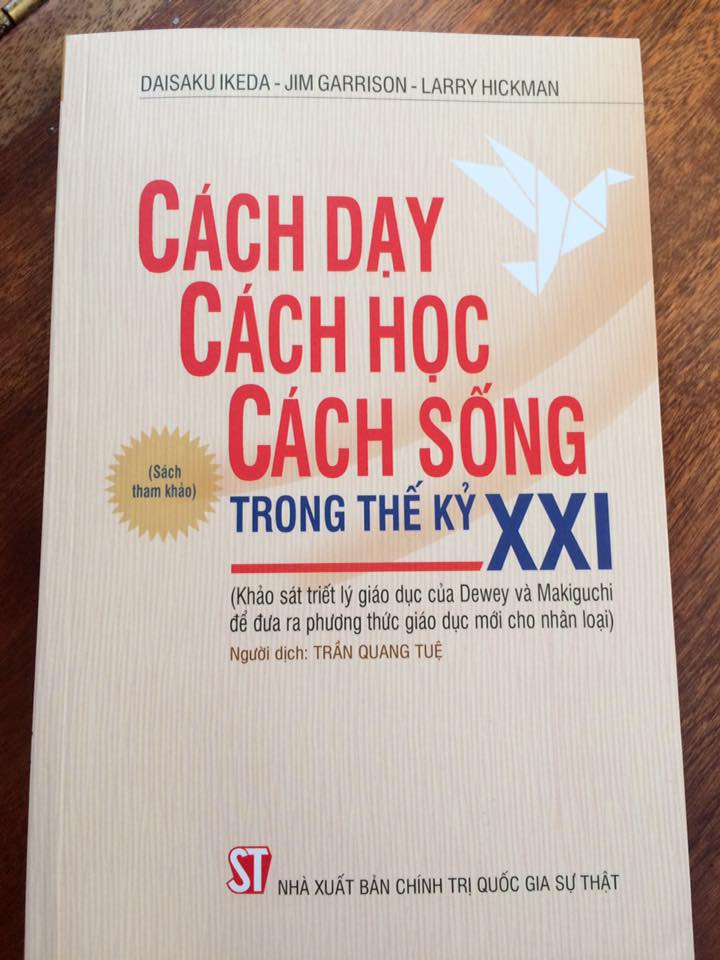 DAISAKU IKEDA - JIM GARRISON - LARRY HICKMAN
CÁCH DẠY
CÁCH HỌC
CÁCH SỐNG
TRONG THẾ KỶ XXI
(Sách
tham khảo)
(Khảo sát triết lý giáo dục của Dewey và Makiguchi
để đưa ra phương thức giáo dục mới cho nhân loại)
Người dịch: TRẦN QUANG TUỆ
ST
NHÀ XUẤT BẢN CHÍNH TRỊ QUỐC GIA SỰ THẬT